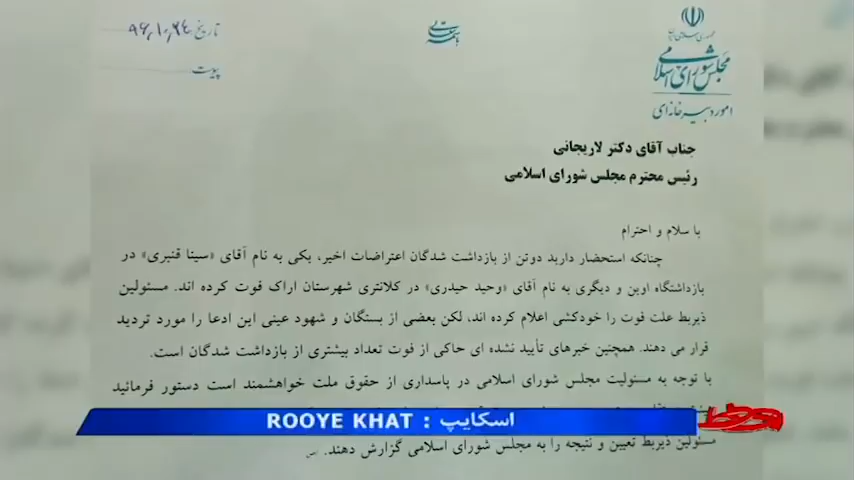 جمهوری اسلامی ایران
مجلس شورای اسلامی
امور دبیرخانه‌ای
باسمه تعالی
تاریخ ۹۶/۱۰/۲۴
پیوست
جناب آقای دکتر لاریجانی
رئیس محترم مجلس شورای اسلامی
با سلام و احترام
چنانکه استحضار دارید دوتن از بازداشت شدگان اعتراضات اخیر، یکی به نام آقای «سینا قنبری» در
بازداشتگاه اوین و دیگری به نام آقای «وحید حیدری» در کلانتری شهرستان اراک فوت کرده اند. مسئولین
ذیربط علت فوت را خودکشی اعلام کرده اند، لکن بعضی از بستگان و شهود عینی این ادعا را مورد تردید
قرار می دهند. همچنین خبرهای تأیید نشده ای حاکی از فوت تعداد بیشتری از بازداشت شدگان است.
با توجه به مسئولیت مجلس شورای اسلامی در پاسداری از حقوق ملت خواهشمند است دستور فرمائید
اسکایپ : ROOYE KHAT
مسئولین ذیربط تعیین و نتیجه را به مجلس شورای اسلامی گزارش دهند.